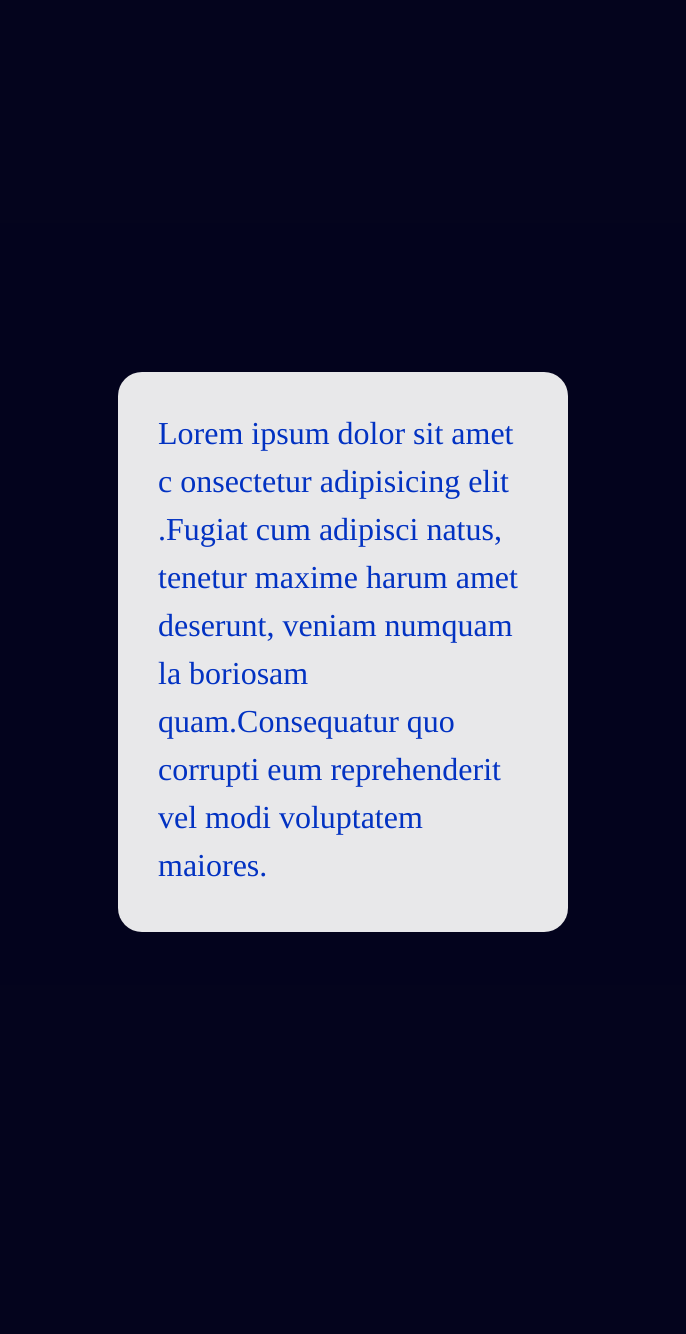 Lorem ipsum dolor sit amet
c onsectetur adipisicing elit
.Fugiat cum adipisci natus,
tenetur maxime harum amet
deserunt, veniam numquam
la boriosam
quam.Consequatur quo
corrupti eum reprehenderit
vel modi voluptatem
maiores.